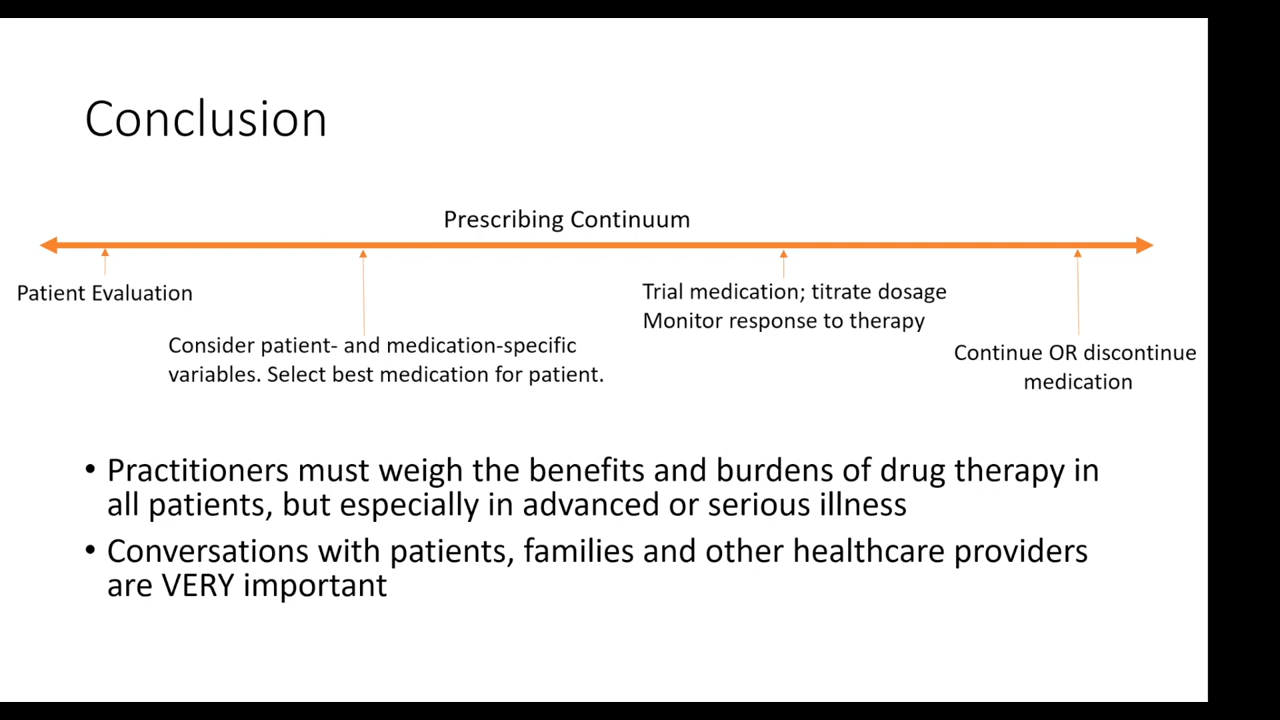 Conclusion
Prescribing Continuum
Patient Evaluation
Consider patient- and medication-specific
variables. Select best medication for patient.
Trial medication; titrate dosage
Monitor response to therapy
Continue OR discontinue
medication
• Practitioners must weigh the benefits and burdens of drug therapy in
all patients, but especially in advanced or serious illness
• Conversations with patients, families and other healthcare providers
are VERY important